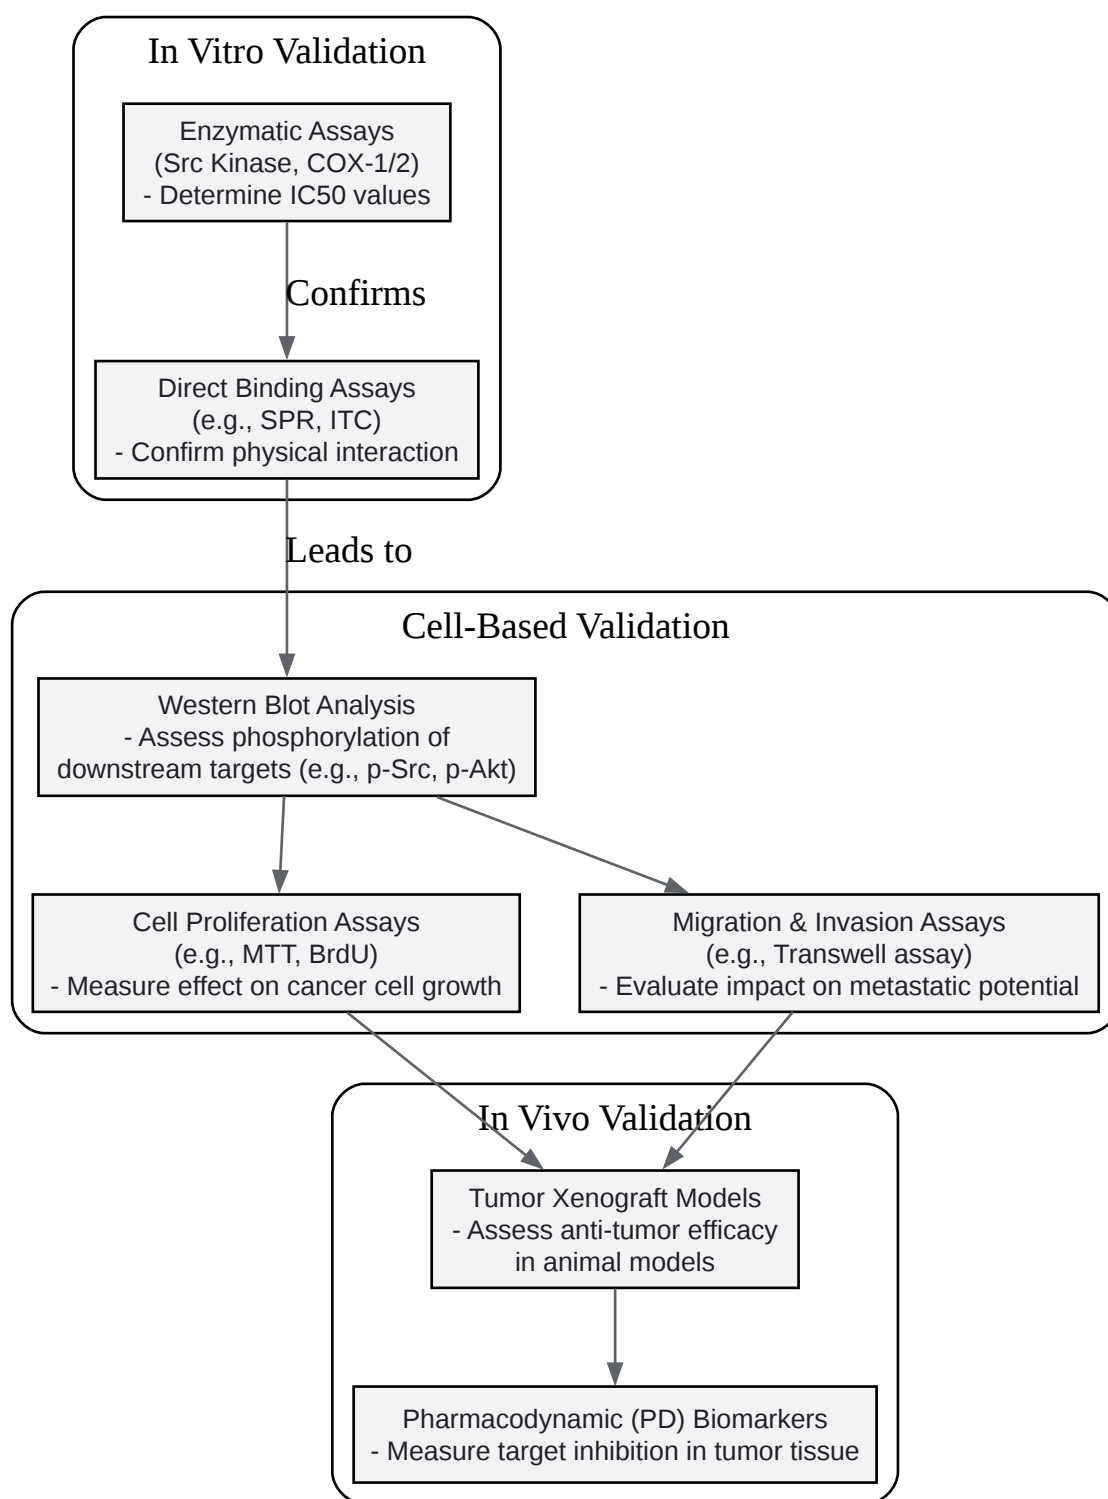 In Vitro Validation
Enzymatic Assays
(Src Kinase, COX-1/2)
- Determine IC50 values
Confirms
Direct Binding Assays
(e.g., SPR, ITC)
- Confirm physical interaction
Leads to
Cell-Based Validation
Western Blot Analysis
- Assess phosphorylation of
downstream targets (e.g., p-Src, p-Akt)
Cell Proliferation Assays
(e.g., MTT, BrdU)
- Measure effect on cancer cell growth
Migration & Invasion Assays
(e.g., Transwell assay)
- Evaluate impact on metastatic potential
In Vivo Validation
Tumor Xenograft Models
- Assess anti-tumor efficacy
in animal models
Pharmacodynamic (PD) Biomarkers
- Measure target inhibition in tumor tissue